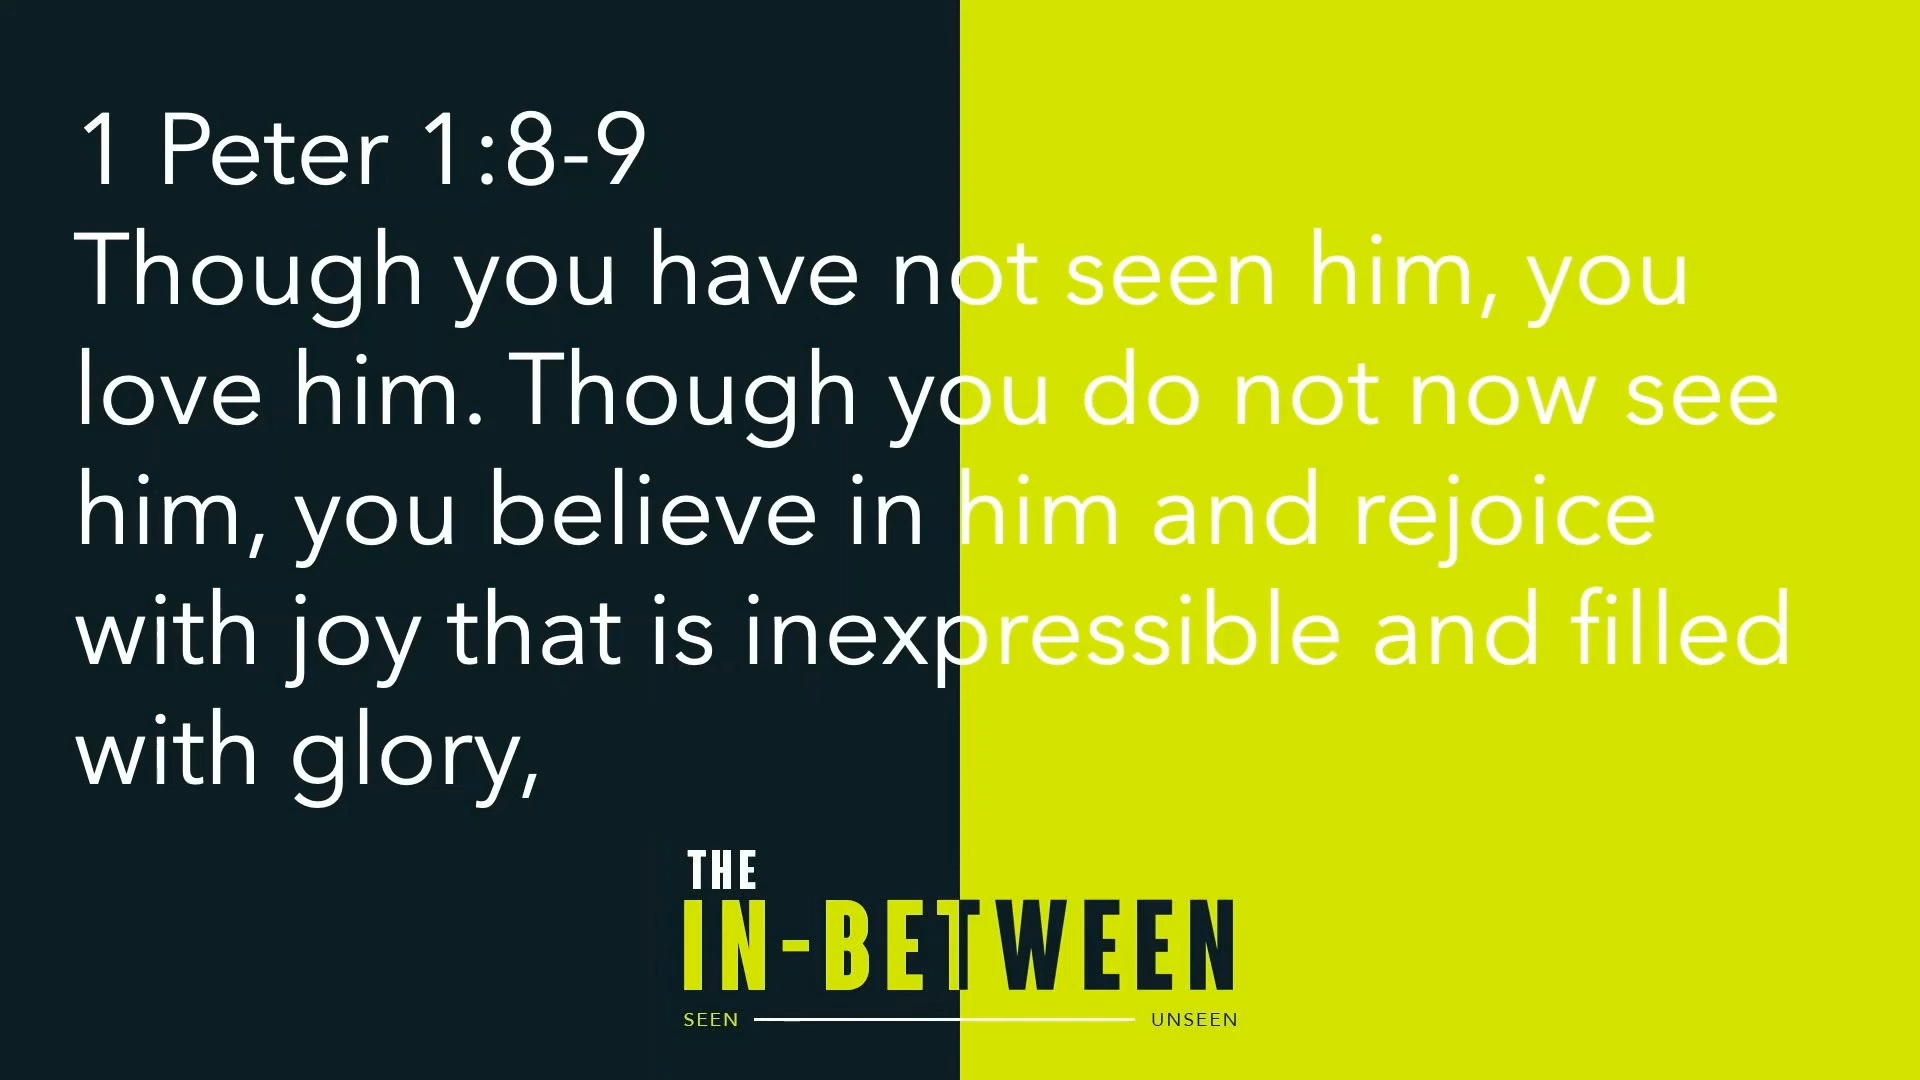 1 Peter 1:8-9
Though you have not seen him, you
love him. Though you do not now see
him, you believe in him and rejoice
with joy that is inexpressible and filled
with glory,
THE
IN-BETWEEN
SEEN UNSEEN